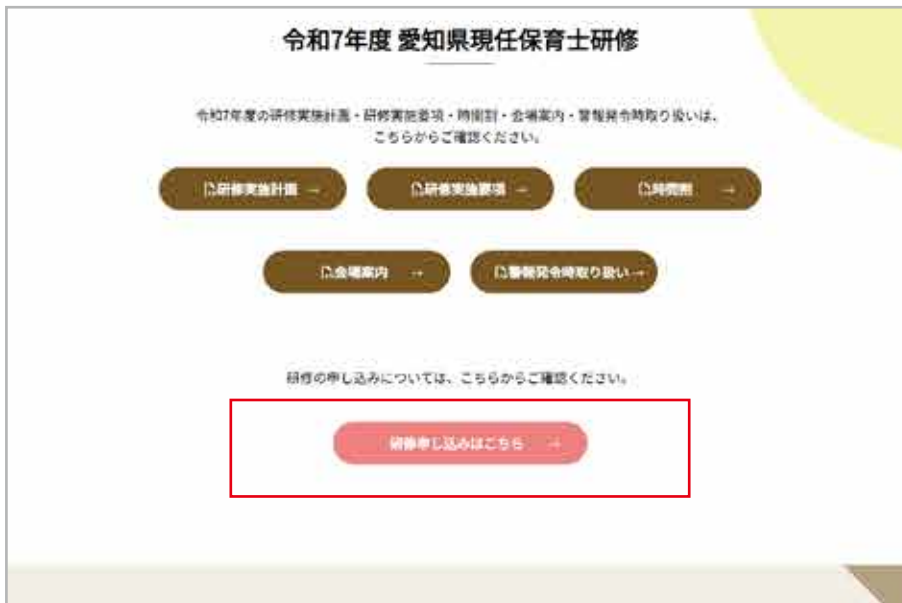 令和7年度 愛知県現任保育士研修
令和7年度の研修実施計画・研修実施要項・時間割・会場案内・警報発令時取り扱いは、
こちらからご確認ください。
研修実施計画 →
研修実施要項 →
時間割 →
会場案内 →
警報発令時取り扱い→
研修の申し込みについては、こちらからご確認ください。
研修申し込みはこちら →